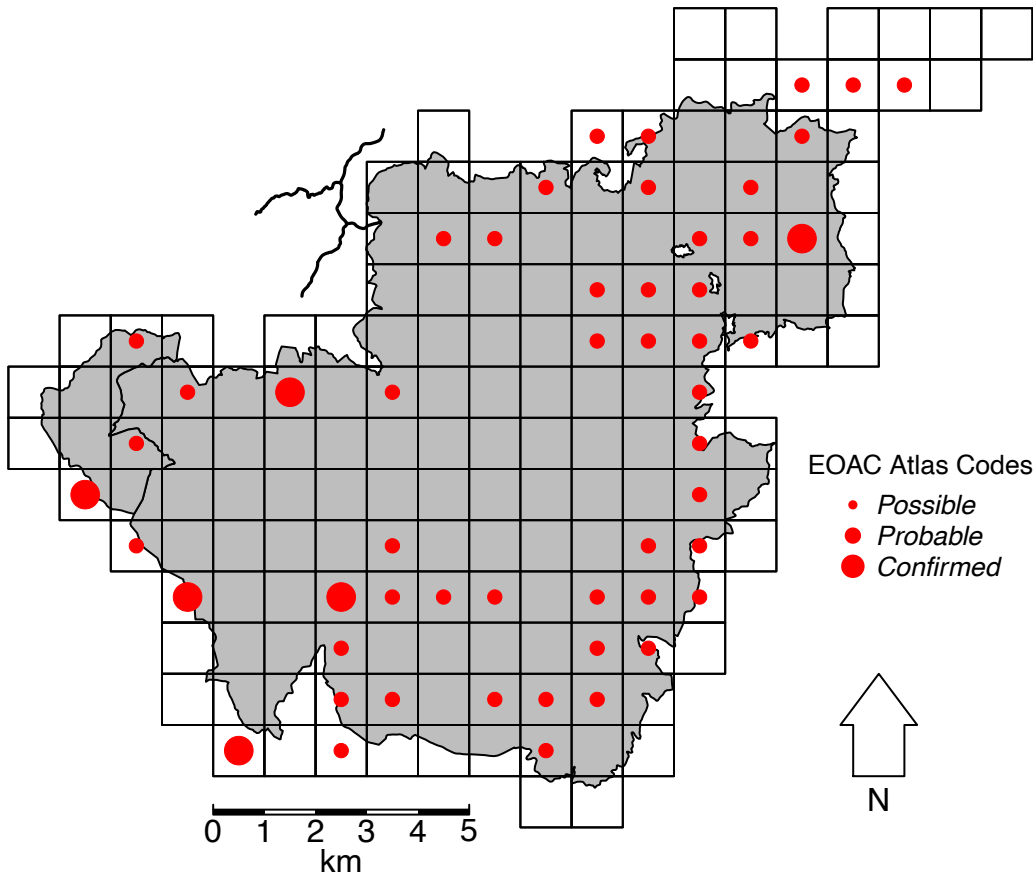 EOAC Atlas Codes
Possible
Probable
Confirmed
N
0 1 2 3 4 5
km